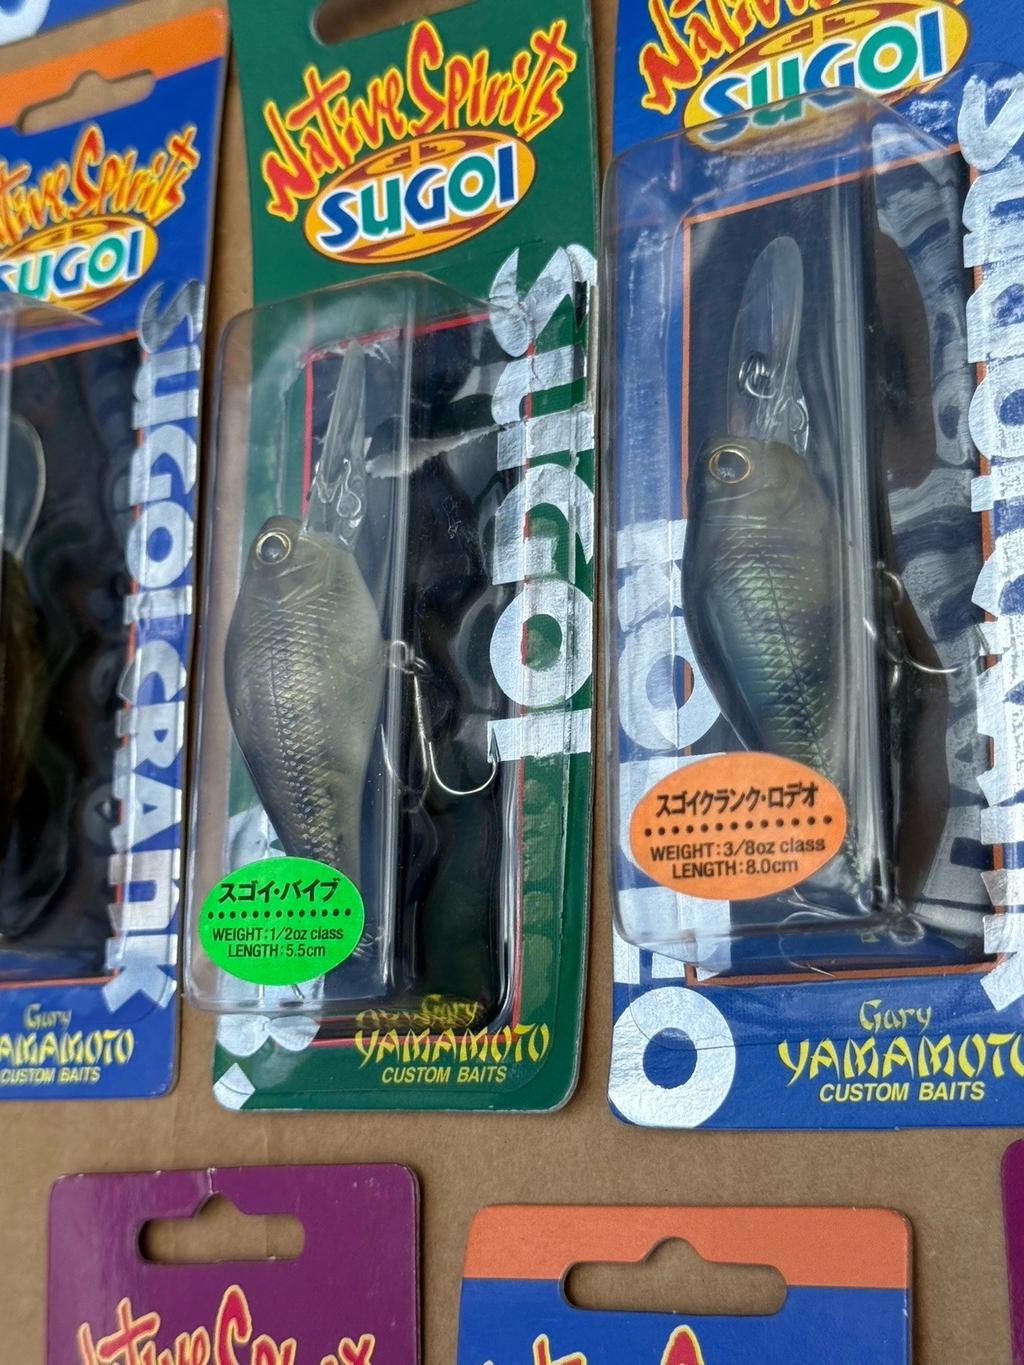 Native Spirits
SUGOI
SUGOICRANK
Gary
YAMAMOTO
CUSTOM BAITS
Native Spirits
SUGOI
SUGOI
スゴイ・バイブ
WEIGHT:1/2oz class
LENGTH:5.5cm
Gary
YAMAMOTO
CUSTOM BAITS
Native
SUGOI
スゴイクランク・ロデオ
WEIGHT:3/8oz class
LENGTH:8.0cm
Gary
YAMAMOTO
CUSTOM BAITS